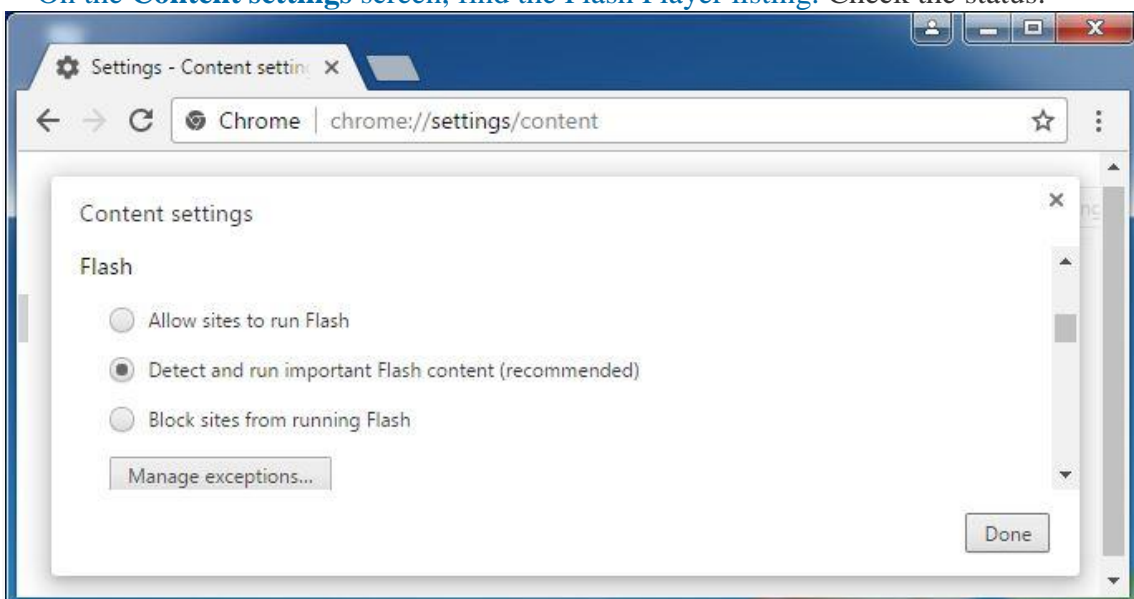 On the Content settings screen, find the Flash Player listing. Check the status.
Settings - Content settin
Chrome | chrome://settings/content
Content settings
Flash
Allow sites to run Flash
Detect and run important Flash content (recommended)
Block sites from running Flash
Manage exceptions...
Done